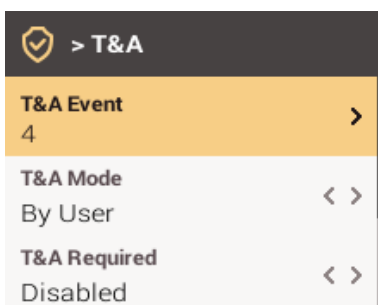 > T&A
T&A Event
4
T&A Mode
By User
T&A Required
Disabled